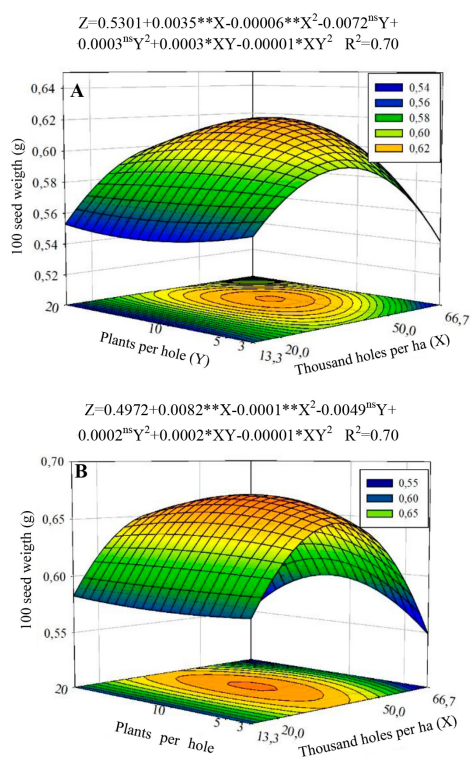 Z=0.5301+0.0035**X-0.00006**X²-0.0072ⁿˢY+
0.0003ⁿˢY²+0.0003*XY-0.00001*XY² R²=0.70
A
0,64
0,62
0,60
0,58
0,56
0,54
0,52
100 seed weigth (g)
0,54
0,56
0,58
0,60
0,62
20
10
5
3
Plants per hole (Y)
13,3
20,0
50,0
66,7
Thousand holes per ha (X)
Z=0.4972+0.0082**X-0.0001**X²-0.0049ⁿˢY+
0.0002ⁿˢY²+0.0002*XY-0.00001*XY² R²=0.70
B
0,70
0,65
0,60
0,55
100 seed weigth (g)
0,55
0,60
0,65
20
10
5
3
Plants per hole
13,3
20,0
50,0
66,7
Thousand holes per ha (X)